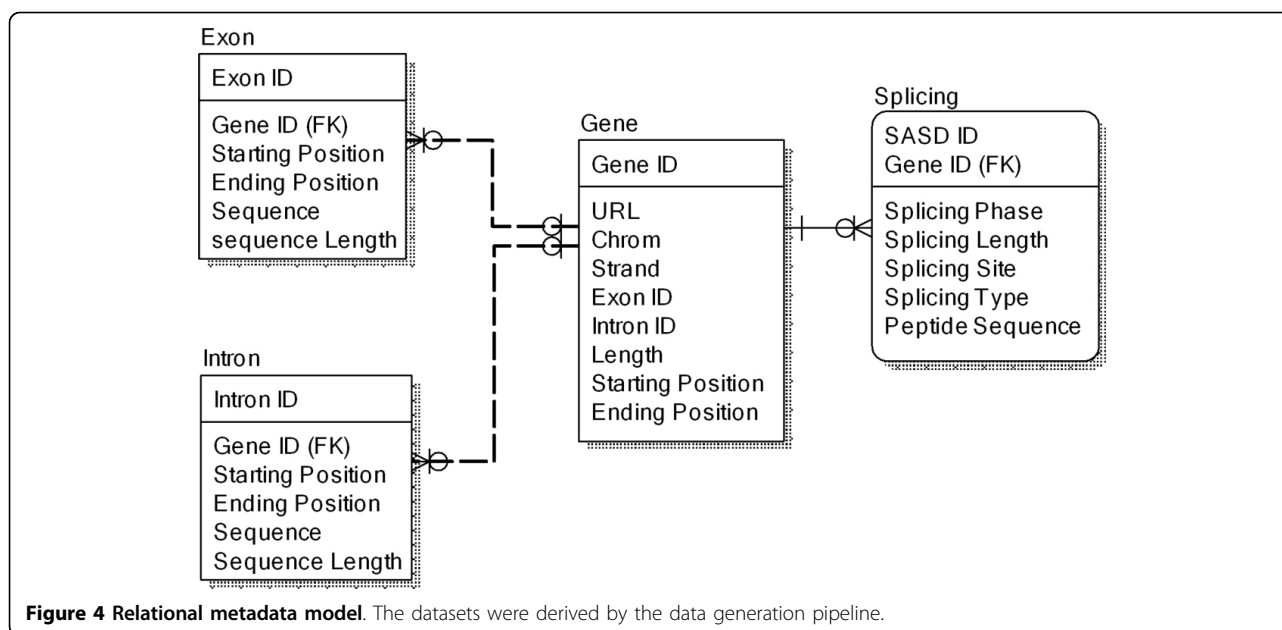 Exon
Exon ID
Gene ID (FK)
Starting Position
Ending Position
Sequence
sequence Length
Intron
Intron ID
Gene ID (FK)
Starting Position
Ending Position
Sequence
Sequence Length
Gene
Gene ID
URL
Chrom
Strand
Exon ID
Intron ID
Length
Starting Position
Ending Position
Splicing
SASD ID
Gene ID (FK)
Splicing Phase
Splicing Length
Splicing Site
Splicing Type
Peptide Sequence
Figure 4 Relational metadata model. The datasets were derived by the data generation pipeline.